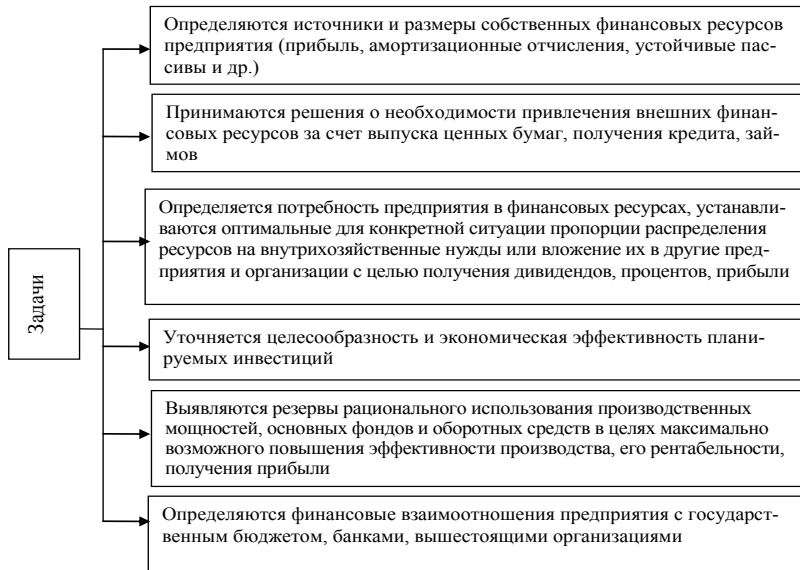 Определяются источники и размеры собственных финансовых ресурсов
предприятия (прибыль, амортизационные отчисления, устойчивые пас-
сивы и др.)
Принимаются решения о необходимости привлечения внешних финан-
совых ресурсов за счет выпуска ценных бумаг, получения кредита, зай-
мов
Определяется потребность предприятия в финансовых ресурсах, устанавли-
ваются оптимальные для конкретной ситуации пропорции распределения
ресурсов на внутрихозяйственные нужды или вложение их в другие пред-
приятия и организации с целью получения дивидендов, процентов, прибыли
Задачи
Уточняется целесообразность и экономическая эффективность плани-
руемых инвестиций
Выявляются резервы рационального использования производственных
мощностей, основных фондов и оборотных средств в целях максимально
возможного повышения эффективности производства, его рентабельности,
получения прибыли
Определяются финансовые взаимоотношения предприятия с государст-
венным бюджетом, банками, вышестоящими организациями